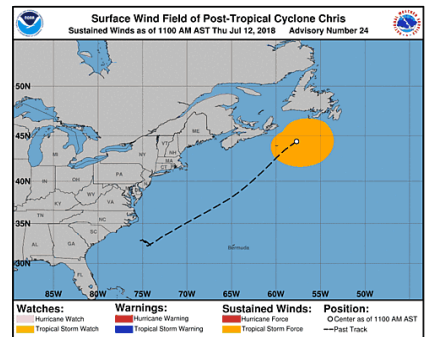 Surface Wind Field of Post-Tropical Cyclone Chris
Sustained Winds as of 1100 AM AST Thu Jul 12, 2018 Advisory Number 24
50N
45N
40N
35N
30N
85W 80W 75W 70W 65W 60W 55W 50W
ME
VT
NH
MA
CT
NY
MI
PA
OH
IN
WV
VA
KY
NC
TN
SC
AL
GA
FL
Bermuda
Watches: Warnings: Sustained Winds: Position:
Hurricane Watch Hurricane Warning Hurricane Force Center as of 1100 AM AST
Tropical Storm Watch Tropical Storm Warning Tropical Storm Force Past Track